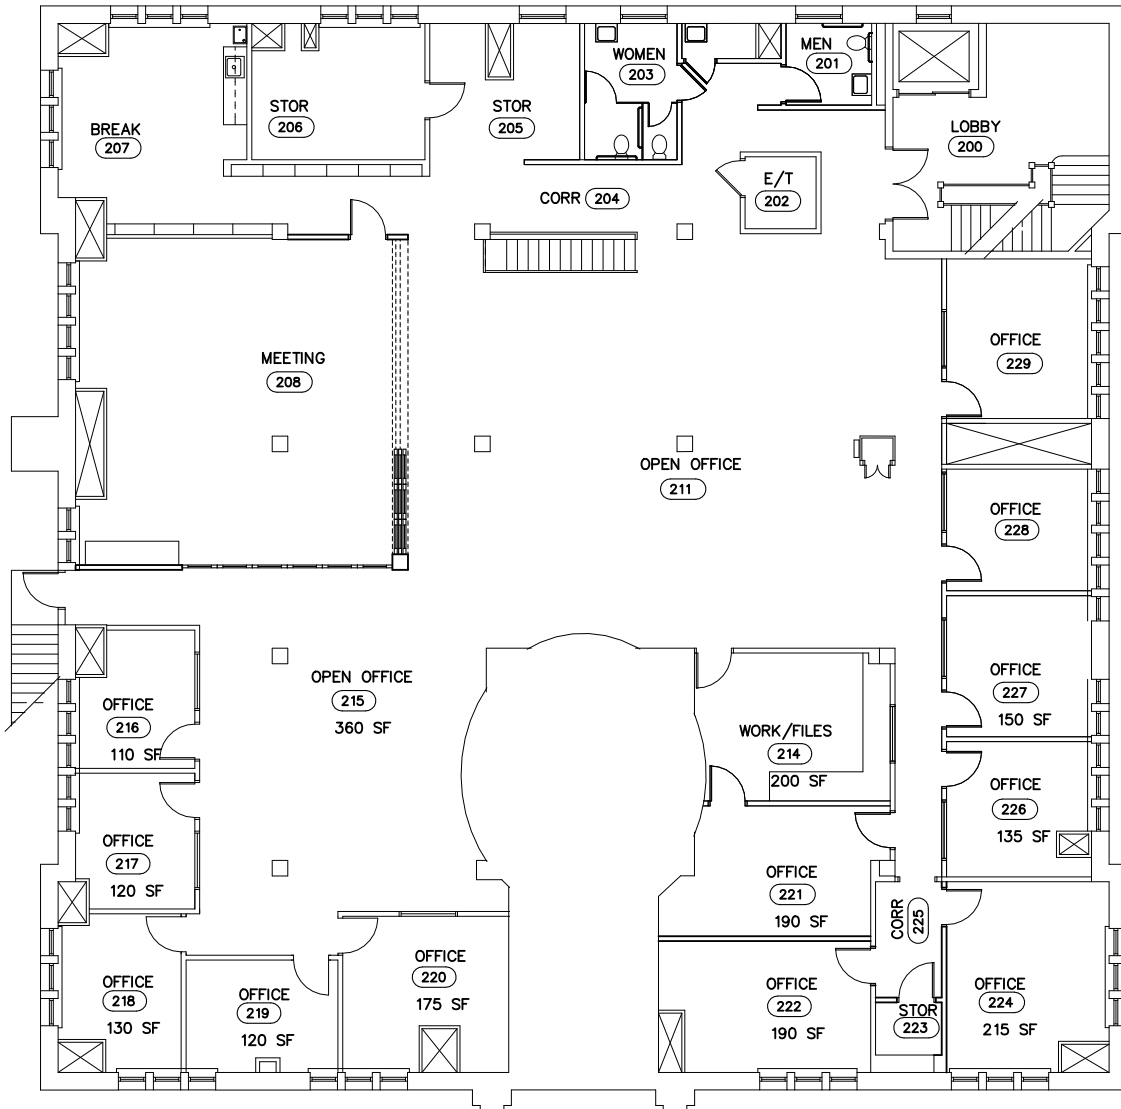 WOMEN
203
MEN
201
STOR
206
STOR
205
BREAK
207
LOBBY
200
E/T
202
CORR 204
MEETING
208
OFFICE
229
OPEN OFFICE
211
OFFICE
228
OPEN OFFICE
215
360 SF
OFFICE
227
150 SF
OFFICE
216
110 SF
WORK/FILES
214
200 SF
OFFICE
226
135 SF
OFFICE
217
120 SF
OFFICE
221
190 SF
CORR
225
OFFICE
218
130 SF
OFFICE
219
120 SF
OFFICE
220
175 SF
OFFICE
222
190 SF
STOR
223
OFFICE
224
215 SF